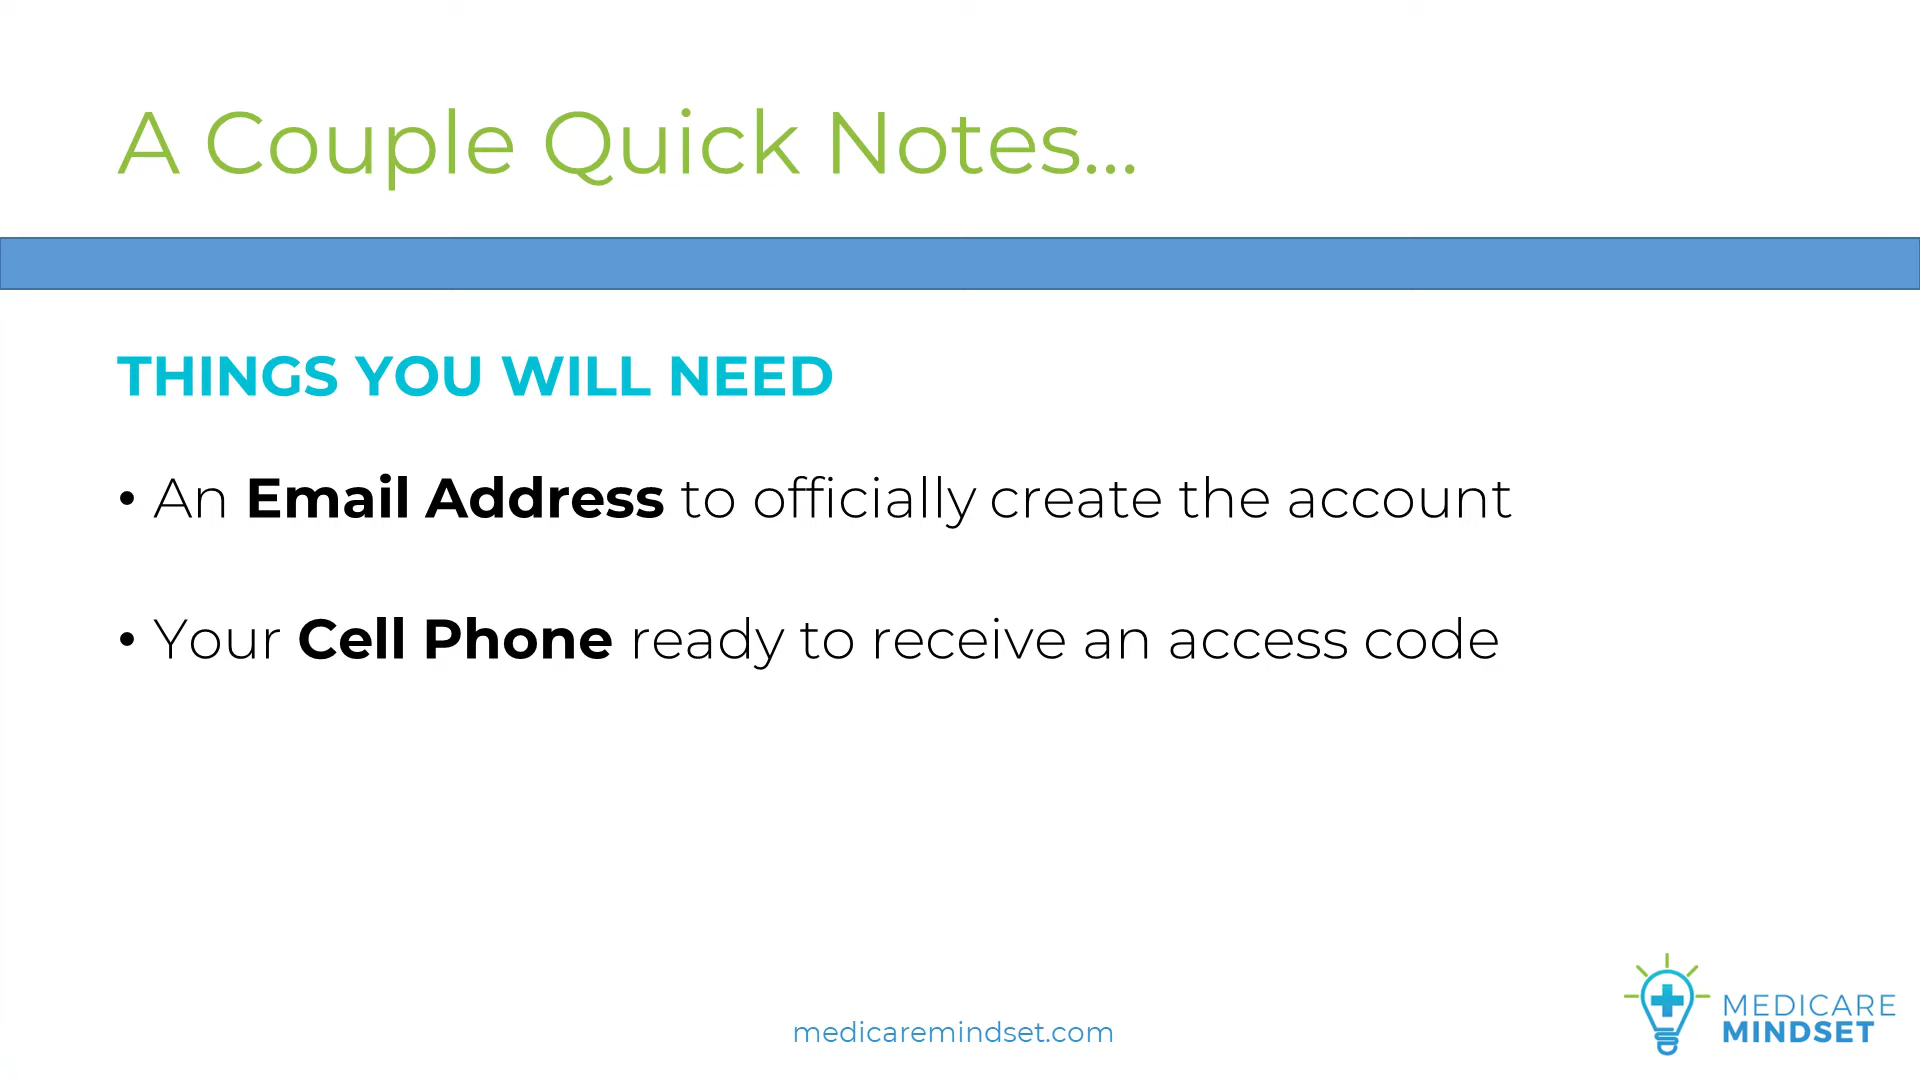 A Couple Quick Notes...
THINGS YOU WILL NEED
• An Email Address to officially create the account
• Your Cell Phone ready to receive an access code
medicaremindset.com
MEDICARE
MINDSET